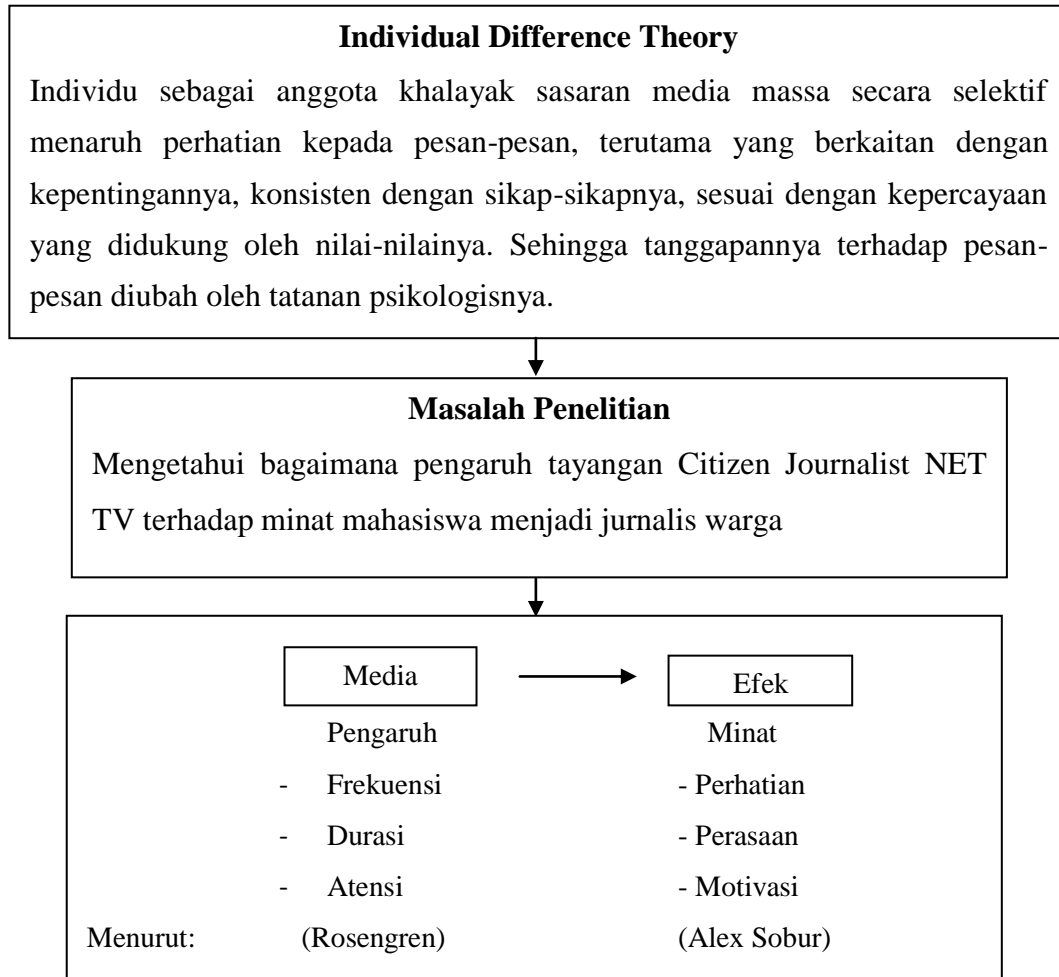 Individual Difference Theory
Individu sebagai anggota khalayak sasaran media massa secara selektif
menaruh perhatian kepada pesan-pesan, terutama yang berkaitan dengan
kepentingannya, konsisten dengan sikap-sikapnya, sesuai dengan kepercayaan
yang didukung oleh nilai-nilainya. Sehingga tanggapannya terhadap pesan-
pesan diubah oleh tatanan psikologisnya.
Masalah Penelitian
Mengetahui bagaimana pengaruh tayangan Citizen Journalist NET
TV terhadap minat mahasiswa menjadi jurnalis warga
Media Efek
Pengaruh Minat
- Frekuensi - Perhatian
- Durasi - Perasaan
- Atensi - Motivasi
Menurut: (Rosengren) (Alex Sobur)